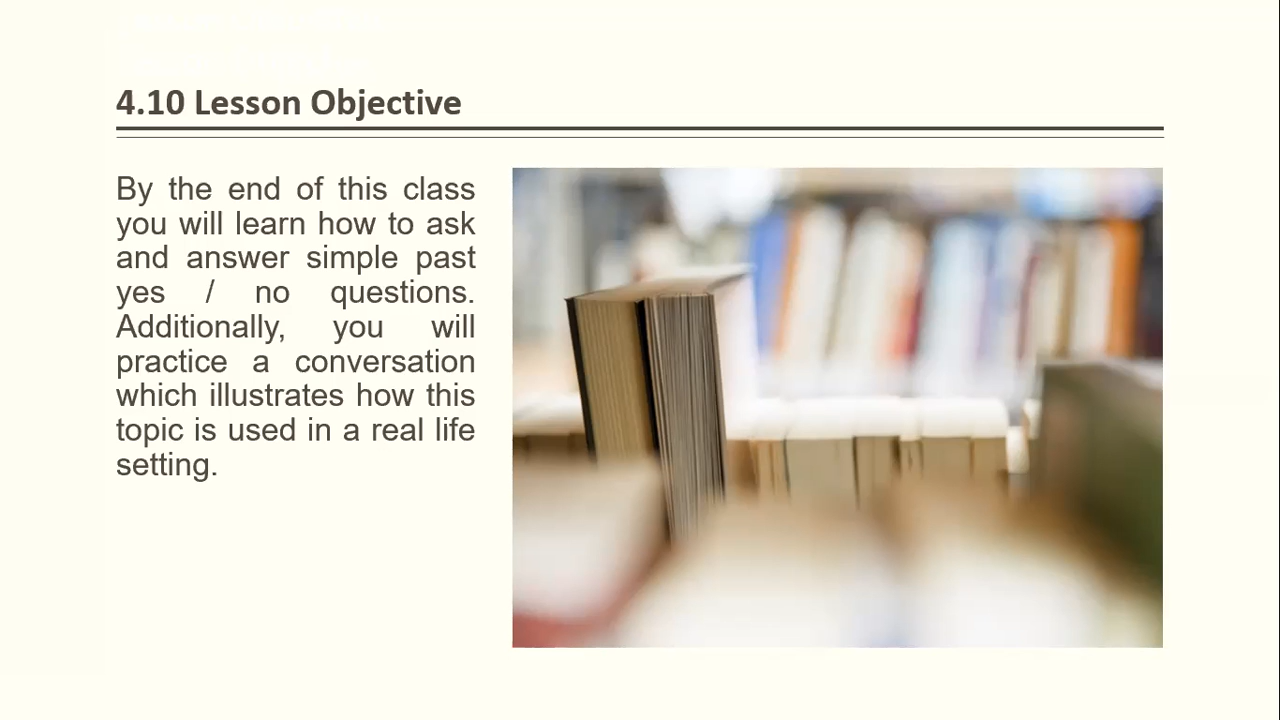 4.10 Lesson Objective
By the end of this class
you will learn how to ask
and answer simple past
yes / no questions.
Additionally, you will
practice a conversation
which illustrates how this
topic is used in a real life
setting.